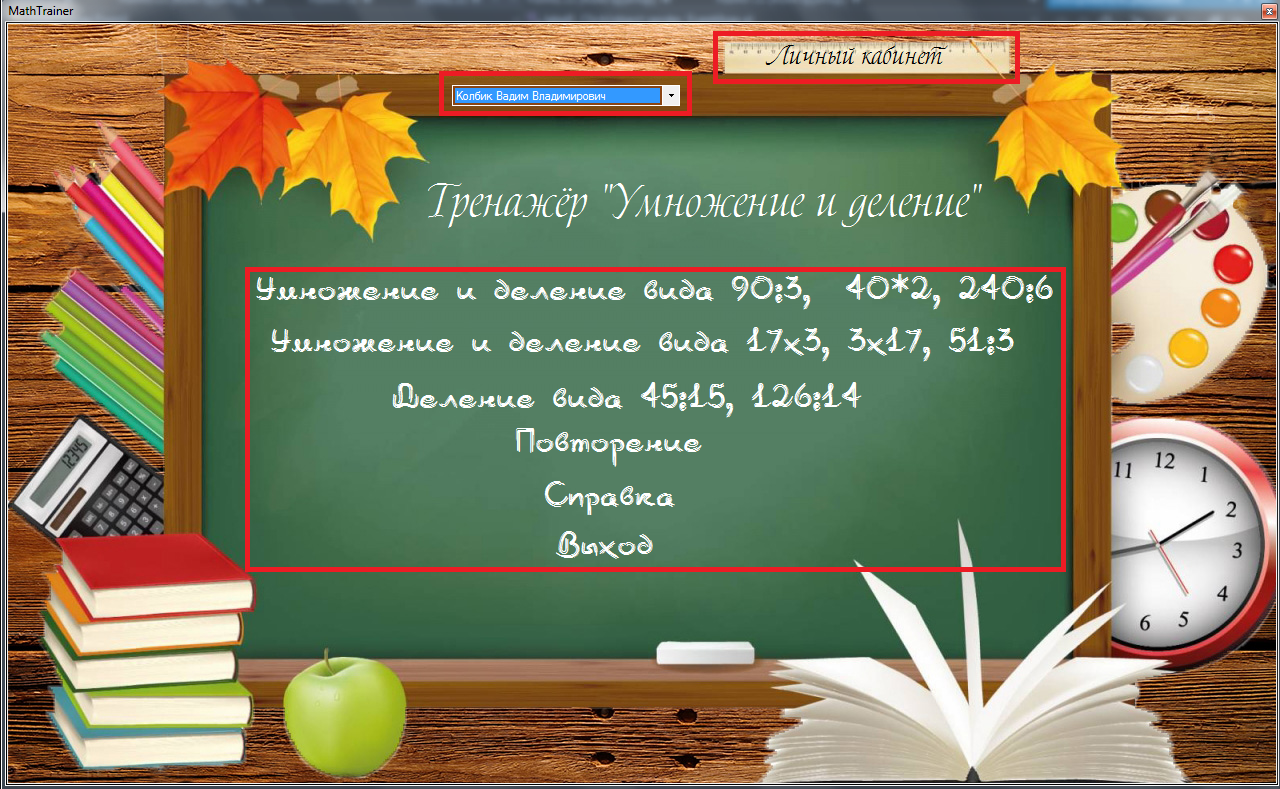 MathTrainer
Личный кабинет
Колбик Вадим Владимирович
Тренажёр "Умножение и деление"
Умножение и деление вида 90:3, 40*2, 240:6
Умножение и деление вида 17х3, 3х17, 51:3
Деление вида 45:15, 126:14
Повторение
Справка
Выход
12345
11 12 1
2
3
4
5
6